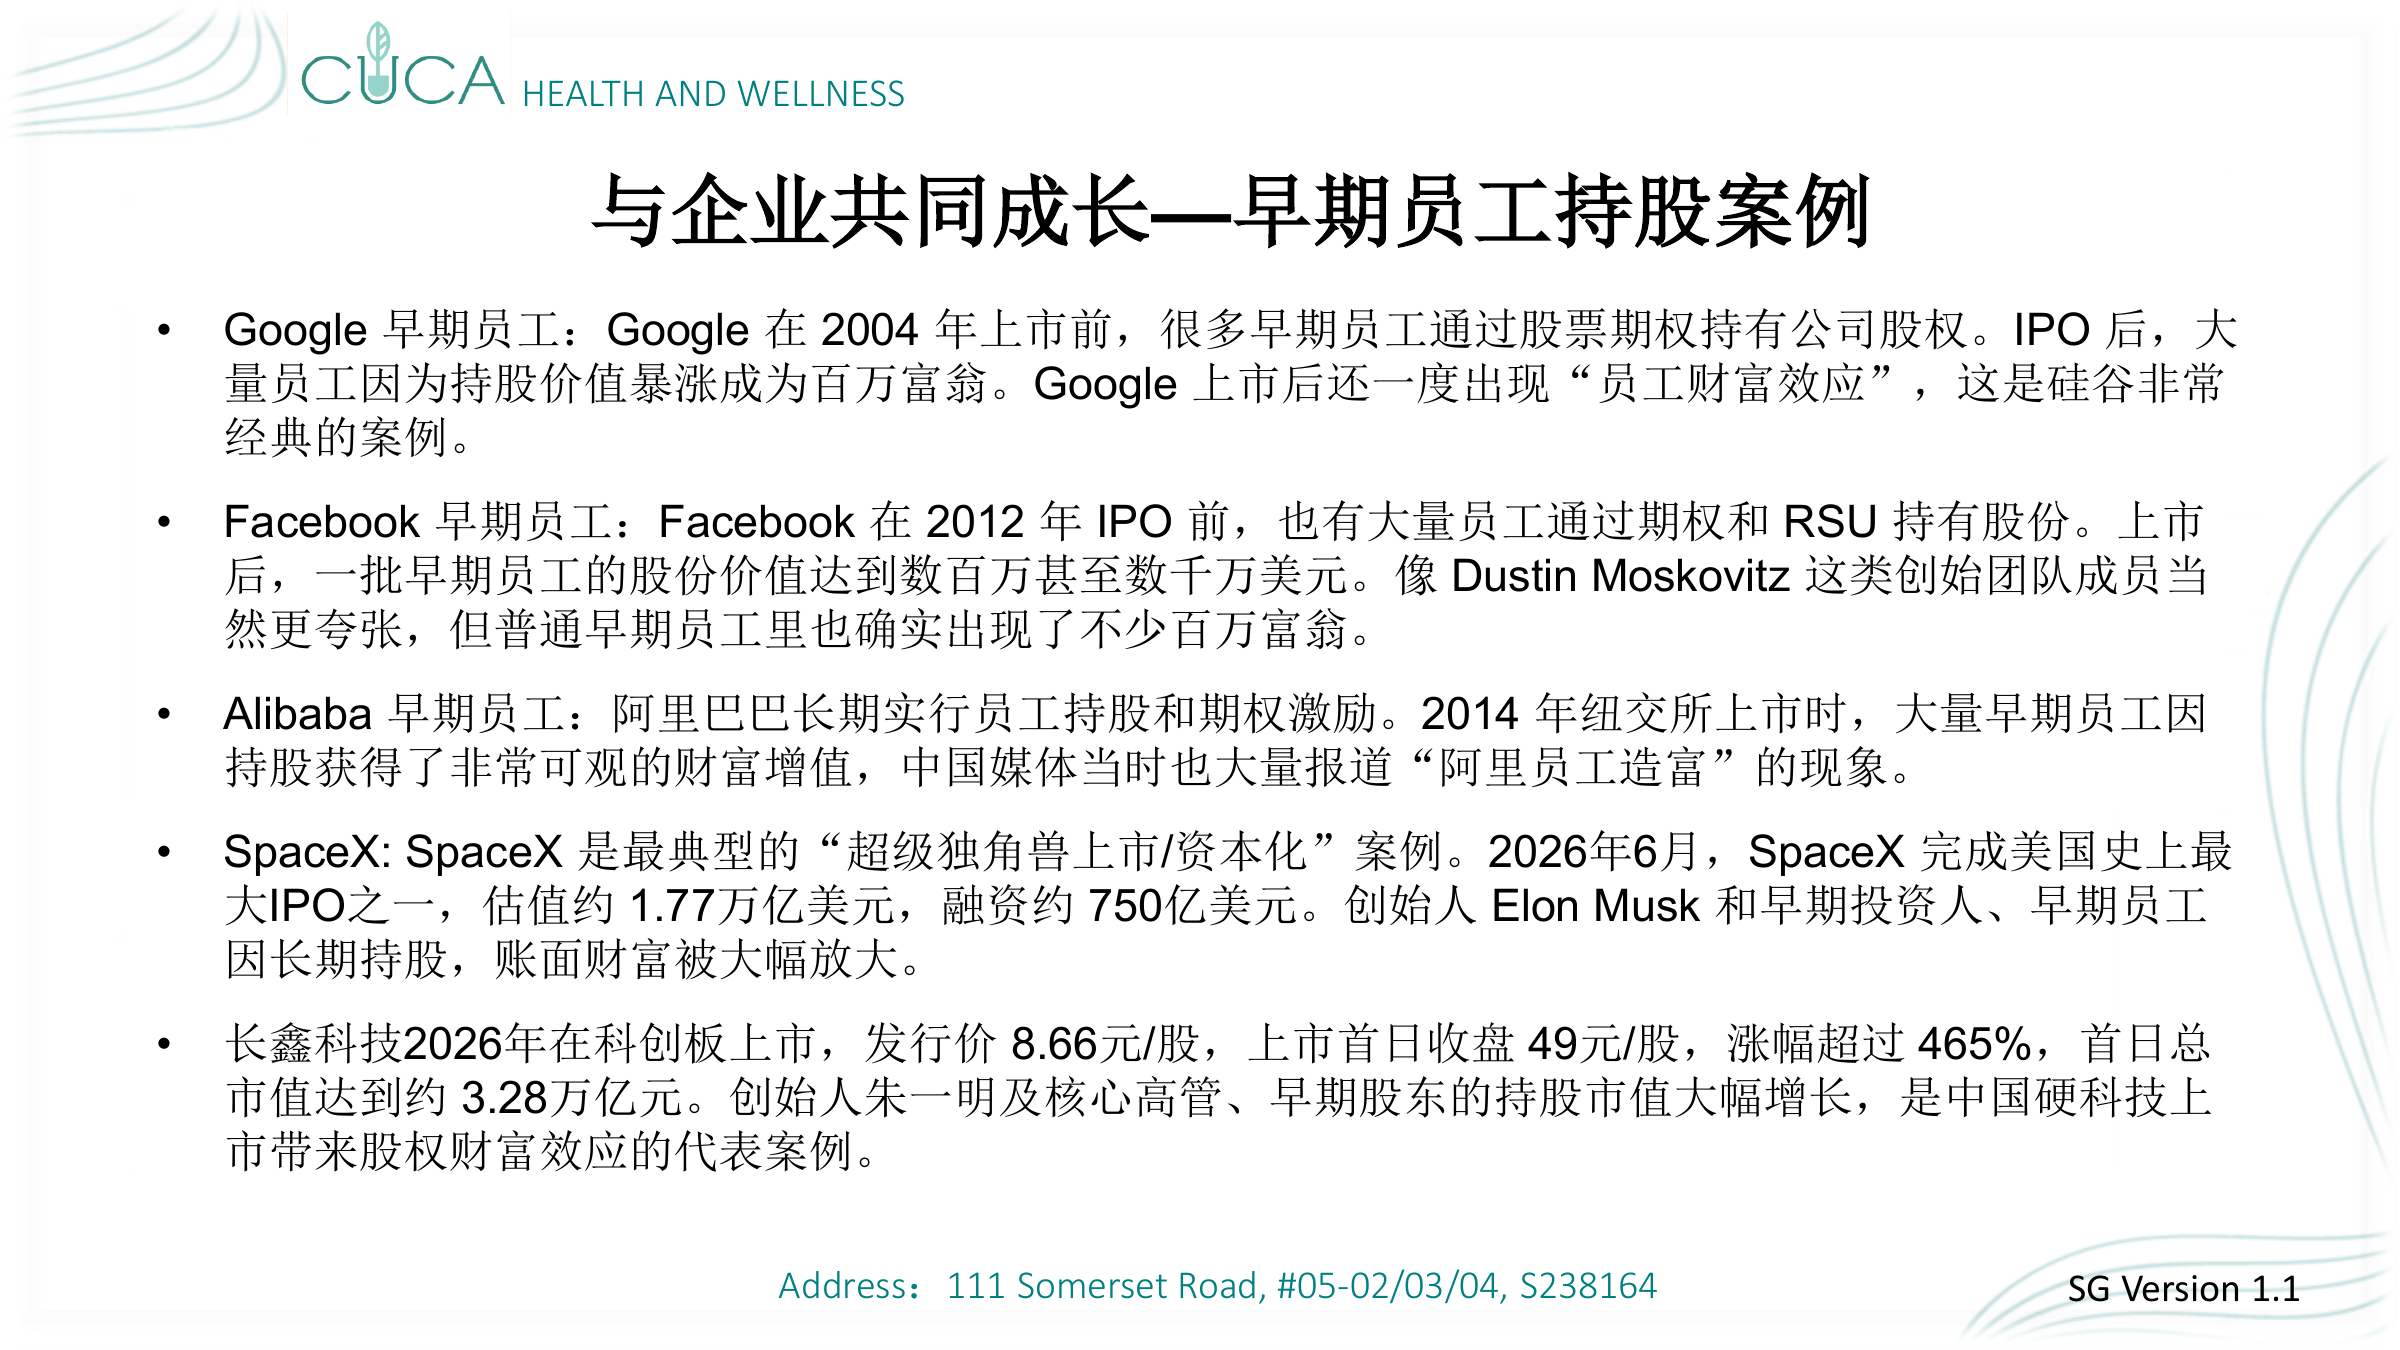 CUCA HEALTH AND WELLNESS
与企业共同成长—早期员工持股案例
• Google 早期员工：Google 在 2004 年上市前，很多早期员工通过股票期权持有公司股权。IPO 后，大
量员工因为持股价值暴涨成为百万富翁。Google 上市后还一度出现“员工财富效应”，这是硅谷非常
经典的案例。
• Facebook 早期员工：Facebook 在 2012 年 IPO 前，也有大量员工通过期权和 RSU 持有股份。上市
后，一批早期员工的股份价值达到数百万甚至数千万美元。像 Dustin Moskovitz 这类创始团队成员当
然更夸张，但普通早期员工里也确实出现了不少百万富翁。
• Alibaba 早期员工：阿里巴巴长期实行员工持股和期权激励。2014 年纽交所上市时，大量早期员工因
持股获得了非常可观的财富增值，中国媒体当时也大量报道“阿里员工造富”的现象。
• SpaceX: SpaceX 是最典型的“超级独角兽上市/资本化”案例。2026年6月，SpaceX 完成美国史上最
大IPO之一，估值约 1.77万亿美元，融资约 750亿美元。创始人 Elon Musk 和早期投资人、早期员工
因长期持股，账面财富被大幅放大。
• 长鑫科技2026年在科创板上市，发行价 8.66元/股，上市首日收盘 49元/股，涨幅超过 465%，首日总
市值达到约 3.28万亿元。创始人朱一明及核心高管、早期股东的持股市值大幅增长，是中国硬科技上
市带来股权财富效应的代表案例。
Address：111 Somerset Road, #05-02/03/04, S238164
SG Version 1.1